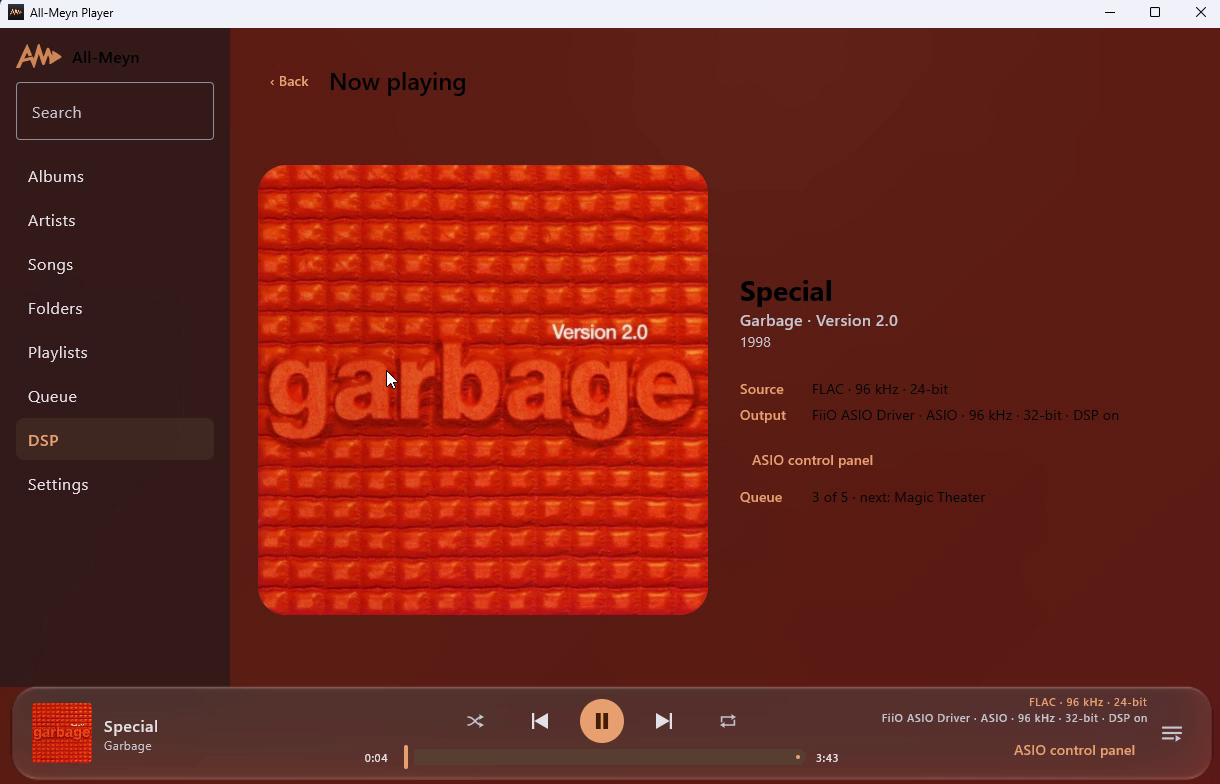 All-Meyn Player
All-Meyn
Search
Albums
Artists
Songs
Folders
Playlists
Queue
DSP
Settings
‹ Back
Now playing
Version 2.0
garbage
Special
Garbage · Version 2.0
1998
Source FLAC · 96 kHz · 24-bit
Output FiiO ASIO Driver · ASIO · 96 kHz · 32-bit · DSP on
ASIO control panel
Queue 3 of 5 · next: Magic Theater
garbage
Special
Garbage
0:04
3:43
FLAC · 96 kHz · 24-bit
FiiO ASIO Driver · ASIO · 96 kHz · 32-bit · DSP on
ASIO control panel